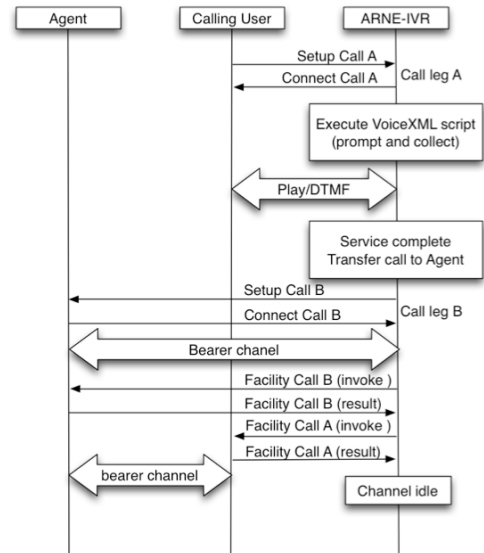 Agent
Calling User
ARNE-IVR
Setup Call A
Connect Call A
Call leg A
Execute VoiceXML script
(prompt and collect)
Play/DTMF
Service complete
Transfer call to Agent
Setup Call B
Connect Call B
Call leg B
Bearer chanel
Facility Call B (invoke )
Facility Call B (result)
Facility Call A (invoke )
Facility Call A (result)
bearer channel
Channel idle